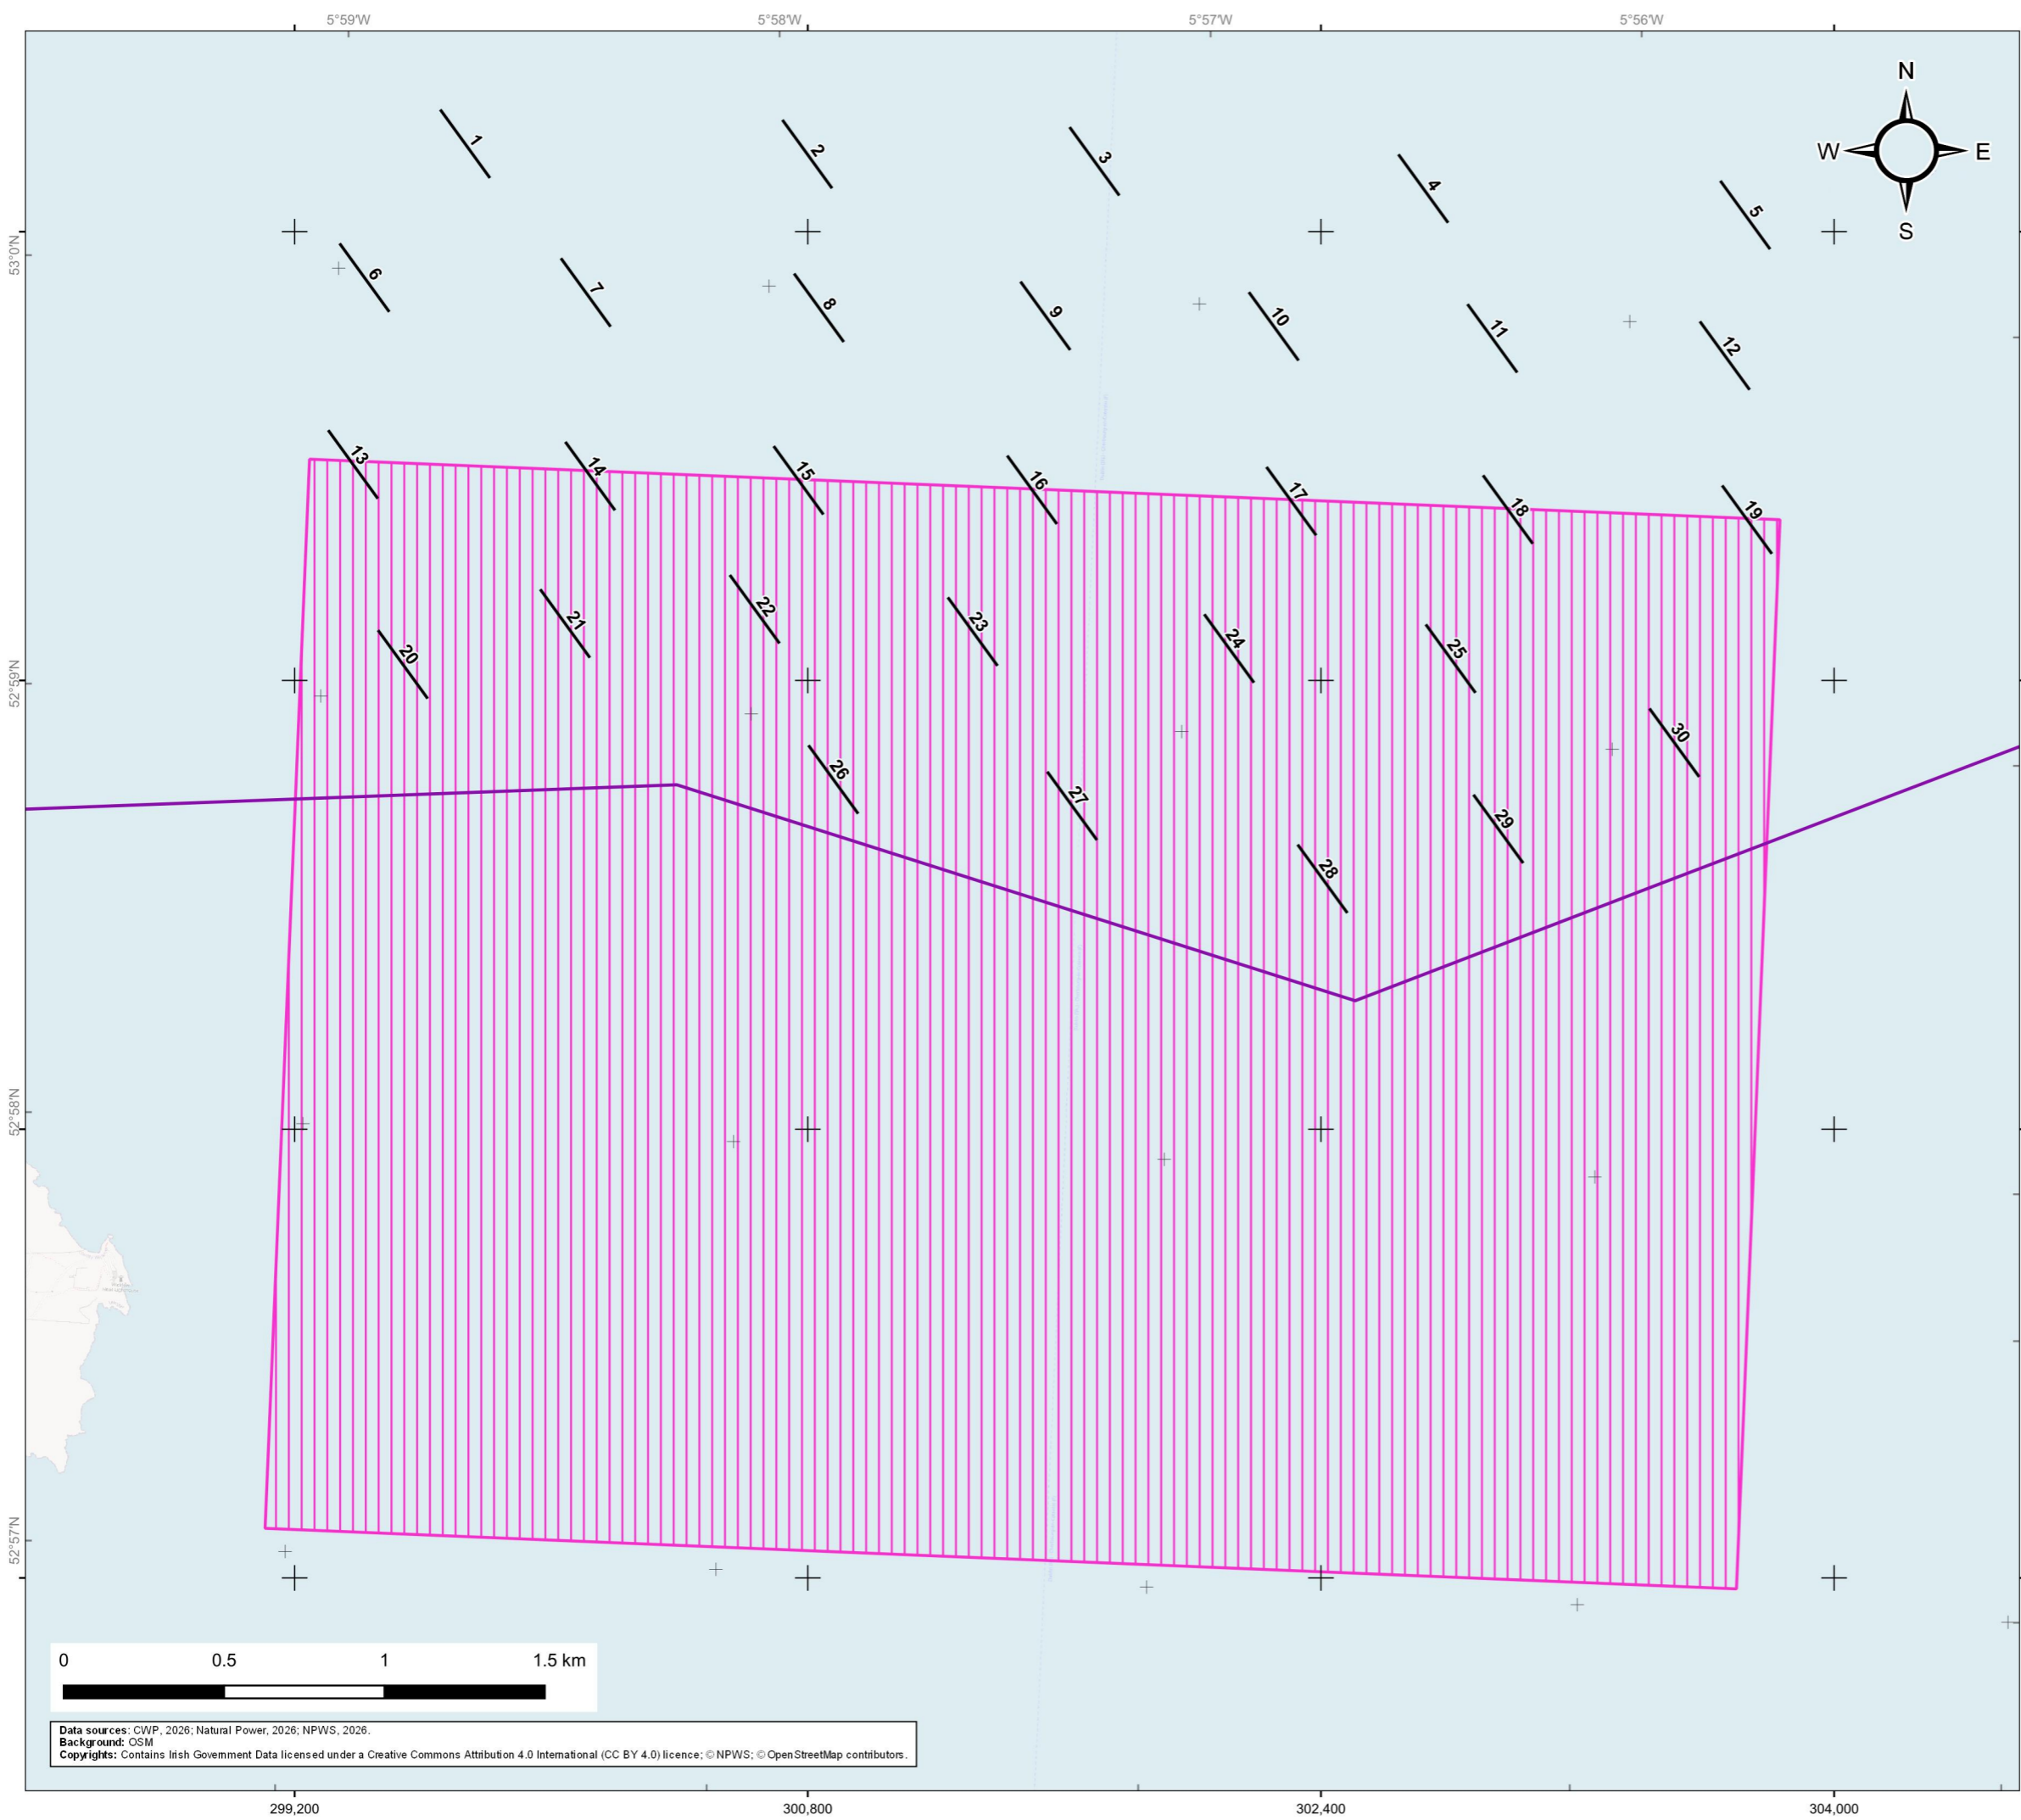 5°59'W
5°58'W
5°57'W
5°56'W
N
W
E
S
53°0'N
52°59'N
52°58'N
52°57'N
1
2
3
4
5
6
7
8
9
10
11
12
13
14
15
16
17
18
19
20
21
22
23
24
25
26
27
28
29
30
0 0.5 1 1.5 km
Data sources: CWP, 2026; Natural Power, 2026; NPWS, 2026.
Background: OSM
Copyrights: Contains Irish Government Data licensed under a Creative Commons Attribution 4.0 International (CC BY 4.0) licence; © NPWS; © OpenStreetMap contributors.
299,200
300,800
302,400
304,000